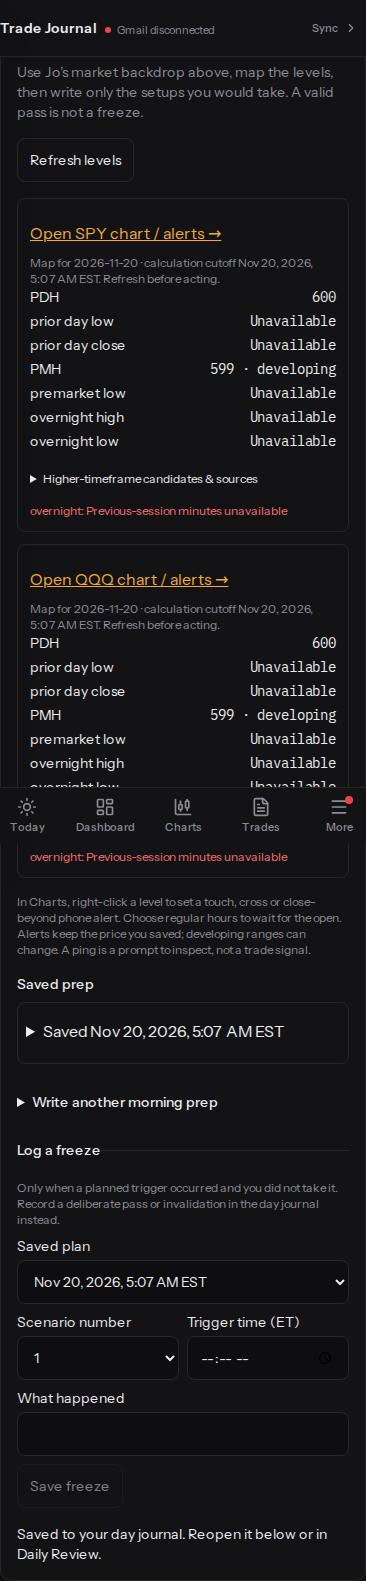 Trade Journal
Gmail disconnected
Sync
Use Jo's market backdrop above, map the levels,
then write only the setups you would take. A valid
pass is not a freeze.
Refresh levels
Open SPY chart / alerts →
Map for 2026-11-20 · calculation cutoff Nov 20, 2026,
5:07 AM EST. Refresh before acting.
PDH 600
prior day low Unavailable
prior day close Unavailable
PMH 599 · developing
premarket low Unavailable
overnight high Unavailable
overnight low Unavailable
Higher-timeframe candidates & sources
overnight: Previous-session minutes unavailable
Open QQQ chart / alerts →
Map for 2026-11-20 · calculation cutoff Nov 20, 2026,
5:07 AM EST. Refresh before acting.
PDH 600
prior day low Unavailable
prior day close Unavailable
PMH 599 · developing
premarket low Unavailable
overnight high Unavailable
overnight low Unavailable
Today Dashboard Charts Trades More
overnight: Previous-session minutes unavailable
In Charts, right-click a level to set a touch, cross or close-
beyond phone alert. Choose regular hours to wait for the open.
Alerts keep the price you saved; developing ranges can
change. A ping is a prompt to inspect, not a trade signal.
Saved prep
Saved Nov 20, 2026, 5:07 AM EST
Write another morning prep
Log a freeze
Only when a planned trigger occurred and you did not take it.
Record a deliberate pass or invalidation in the day journal
instead.
Saved plan
Nov 20, 2026, 5:07 AM EST
Scenario number Trigger time (ET)
1 --:-- --
What happened
Save freeze
Saved to your day journal. Reopen it below or in
Daily Review.